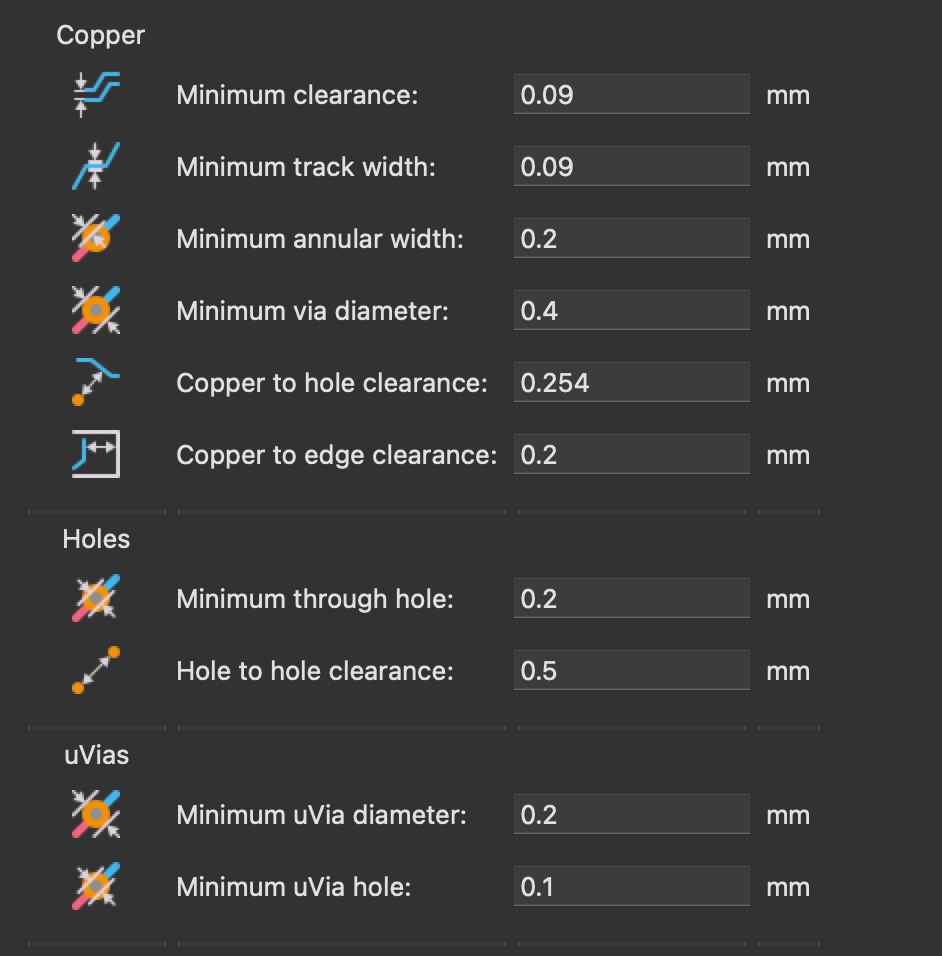 Copper
Minimum clearance: 0.09 mm
Minimum track width: 0.09 mm
Minimum annular width: 0.2 mm
Minimum via diameter: 0.4 mm
Copper to hole clearance: 0.254 mm
Copper to edge clearance: 0.2 mm
Holes
Minimum through hole: 0.2 mm
Hole to hole clearance: 0.5 mm
uVias
Minimum uVia diameter: 0.2 mm
Minimum uVia hole: 0.1 mm